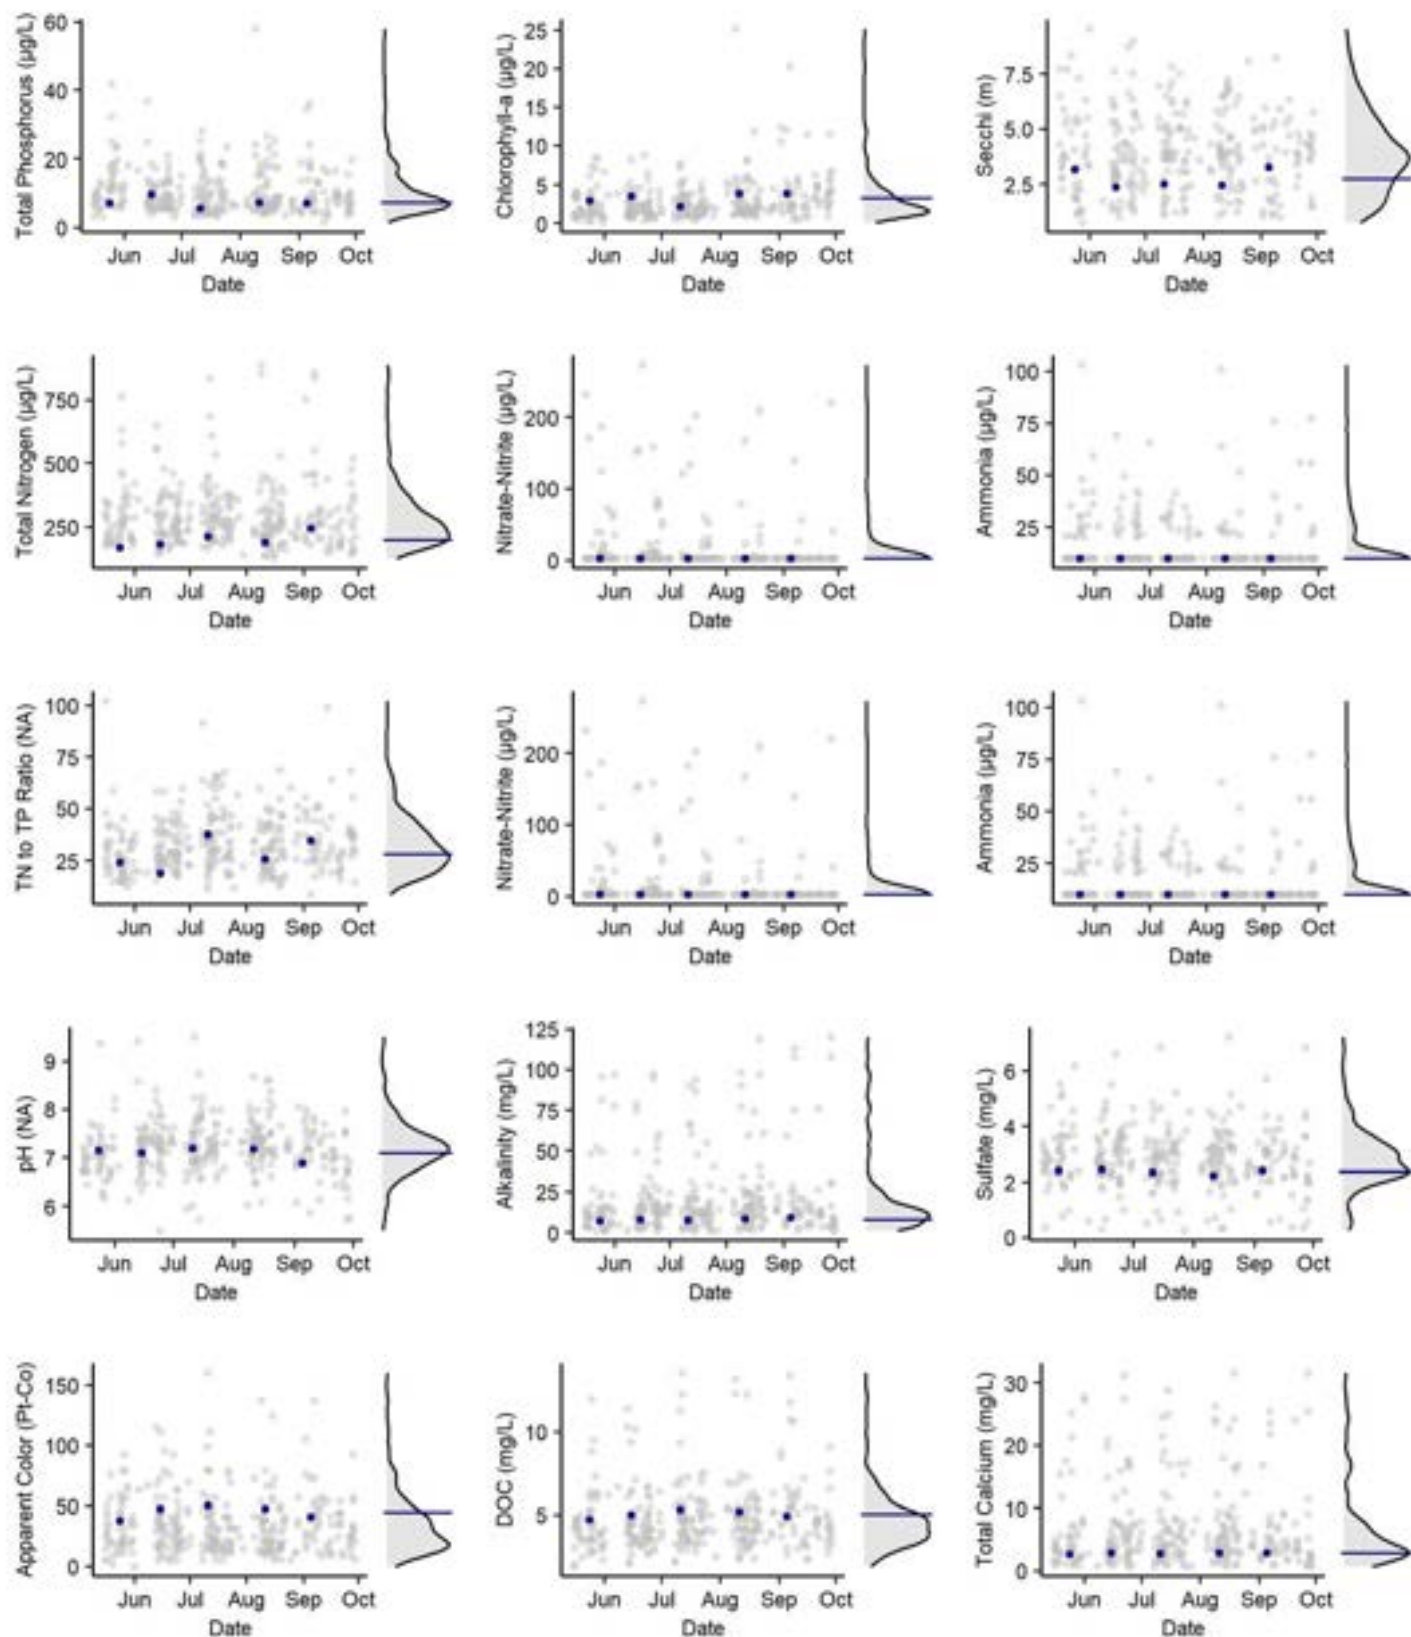 Total Phosphorus (µg/L)
60
40
20
0
Jun Jul Aug Sep Oct
Date
Chlorophyll-a (µg/L)
25
20
15
10
5
0
Jun Jul Aug Sep Oct
Date
Secchi (m)
7.5
5.0
2.5
Jun Jul Aug Sep Oct
Date
Total Nitrogen (µg/L)
750
500
250
Jun Jul Aug Sep Oct
Date
Nitrate-Nitrite (µg/L)
200
100
0
Jun Jul Aug Sep Oct
Date
Ammonia (µg/L)
100
75
50
25
Jun Jul Aug Sep Oct
Date
TN to TP Ratio (NA)
100
75
50
25
Jun Jul Aug Sep Oct
Date
Nitrate-Nitrite (µg/L)
200
100
0
Jun Jul Aug Sep Oct
Date
Ammonia (µg/L)
100
75
50
25
Jun Jul Aug Sep Oct
Date
pH (NA)
9
8
7
6
Jun Jul Aug Sep Oct
Date
Alkalinity (mg/L)
125
100
75
50
25
0
Jun Jul Aug Sep Oct
Date
Sulfate (mg/L)
6
4
2
0
Jun Jul Aug Sep Oct
Date
Apparent Color (Pt-Co)
150
100
50
0
Jun Jul Aug Sep Oct
Date
DOC (mg/L)
10
5
Jun Jul Aug Sep Oct
Date
Total Calcium (mg/L)
30
20
10
0
Jun Jul Aug Sep Oct
Date